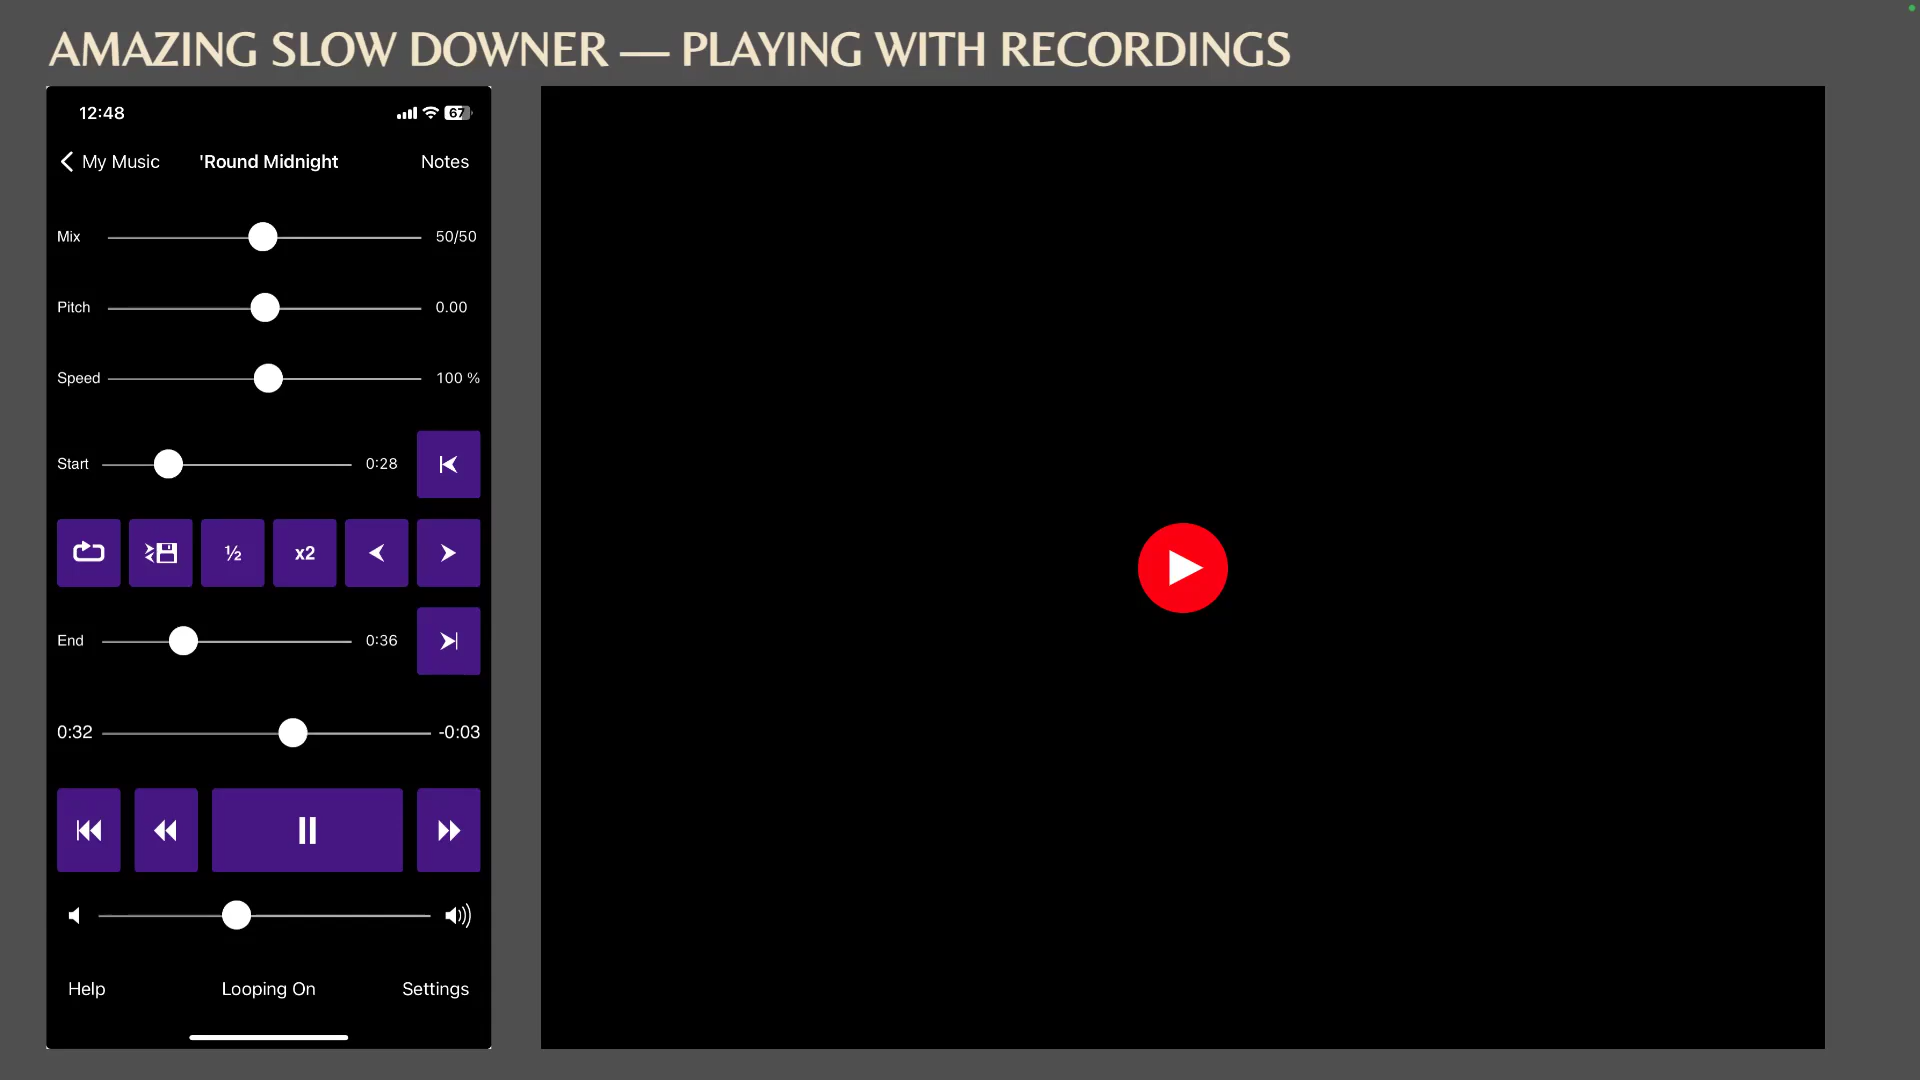 AMAZING SLOW DOWNER — PLAYING WITH RECORDINGS
12:48
67
My Music
'Round Midnight
Notes
Mix
50/50
Pitch
0.00
Speed
100 %
Start
0:28
½
x2
End
0:36
0:32
-0:03
Help
Looping On
Settings